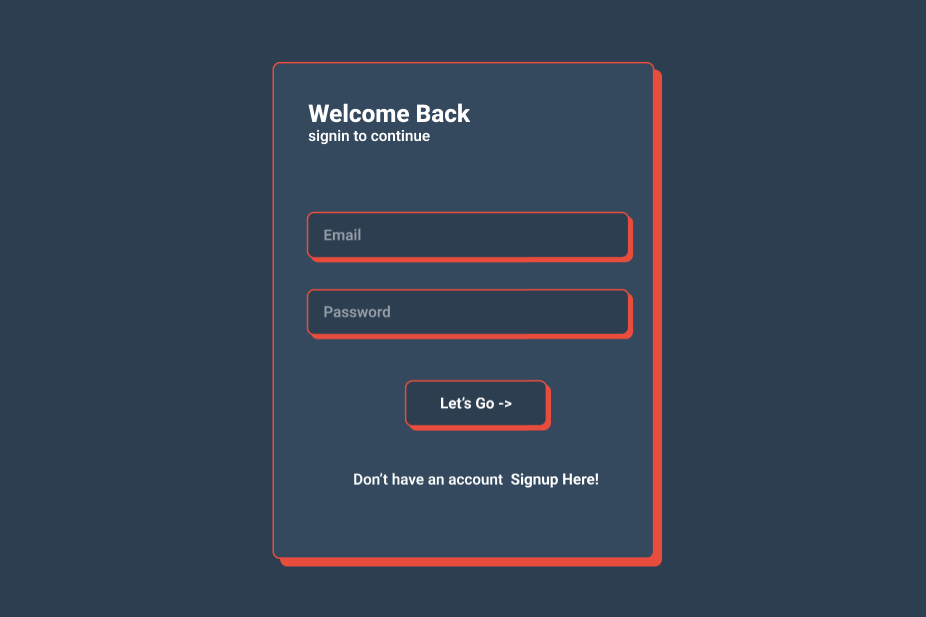 Welcome Back
signin to continue
Email
Password
Let's Go ->
Don't have an account  Signup Here!